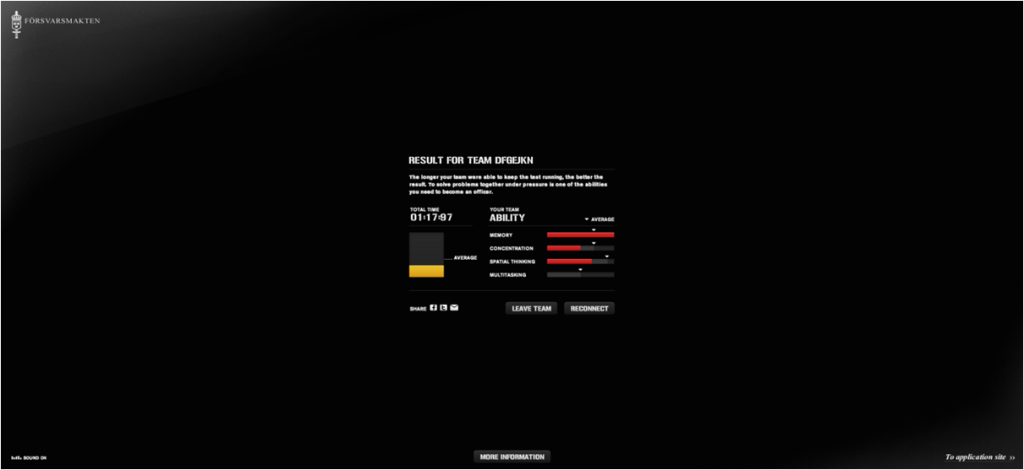 FÖRSVARSMAKTEN
RESULT FOR TEAM DFGEJKN
The longer your team were able to keep the test running, the better the
result. To solve problems together under pressure is one of the abilities
you need to become an officer.
TOTAL TIME
01:17:97
AVERAGE
YOUR TEAM
ABILITY
AVERAGE
MEMORY
CONCENTRATION
SPATIAL THINKING
MULTITASKING
SHARE
LEAVE TEAM
RECONNECT
SOUND ON
MORE INFORMATION
To application site >>